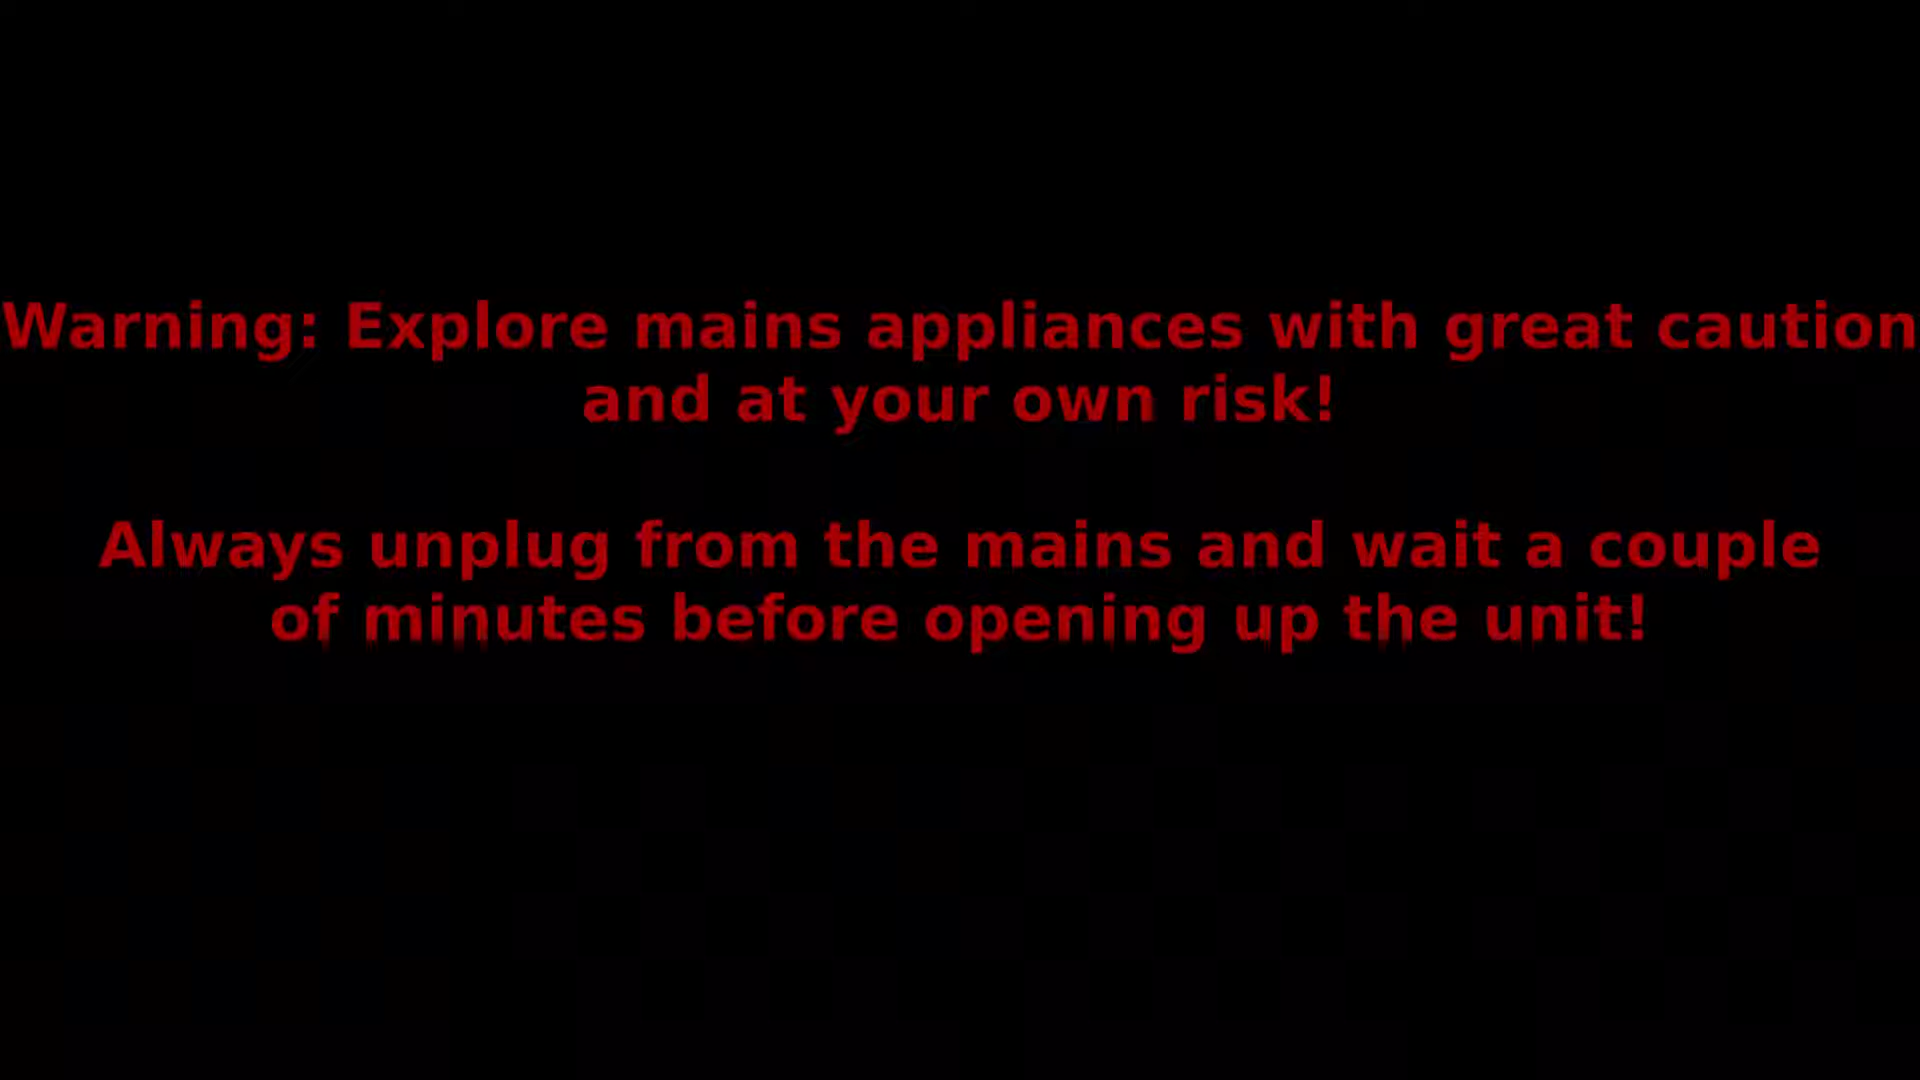 Warning: Explore mains appliances with great caution
and at your own risk!
Always unplug from the mains and wait a couple
of minutes before opening up the unit!